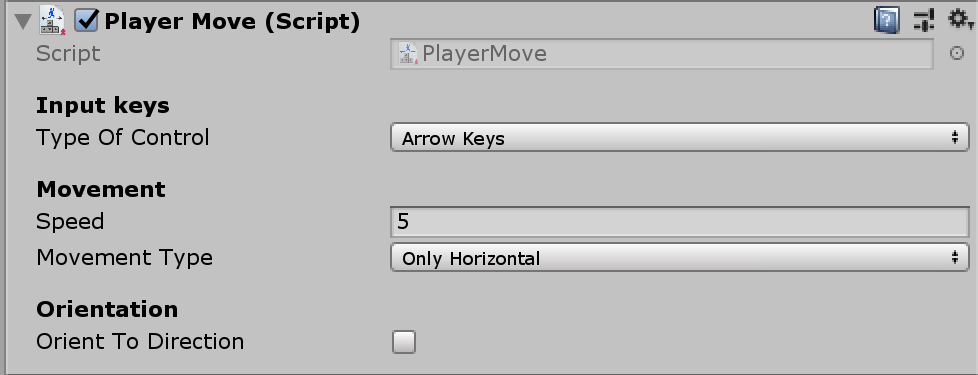 Player Move (Script)
Script PlayerMove
Input keys
Type Of Control Arrow Keys
Movement
Speed 5
Movement Type Only Horizontal
Orientation
Orient To Direction